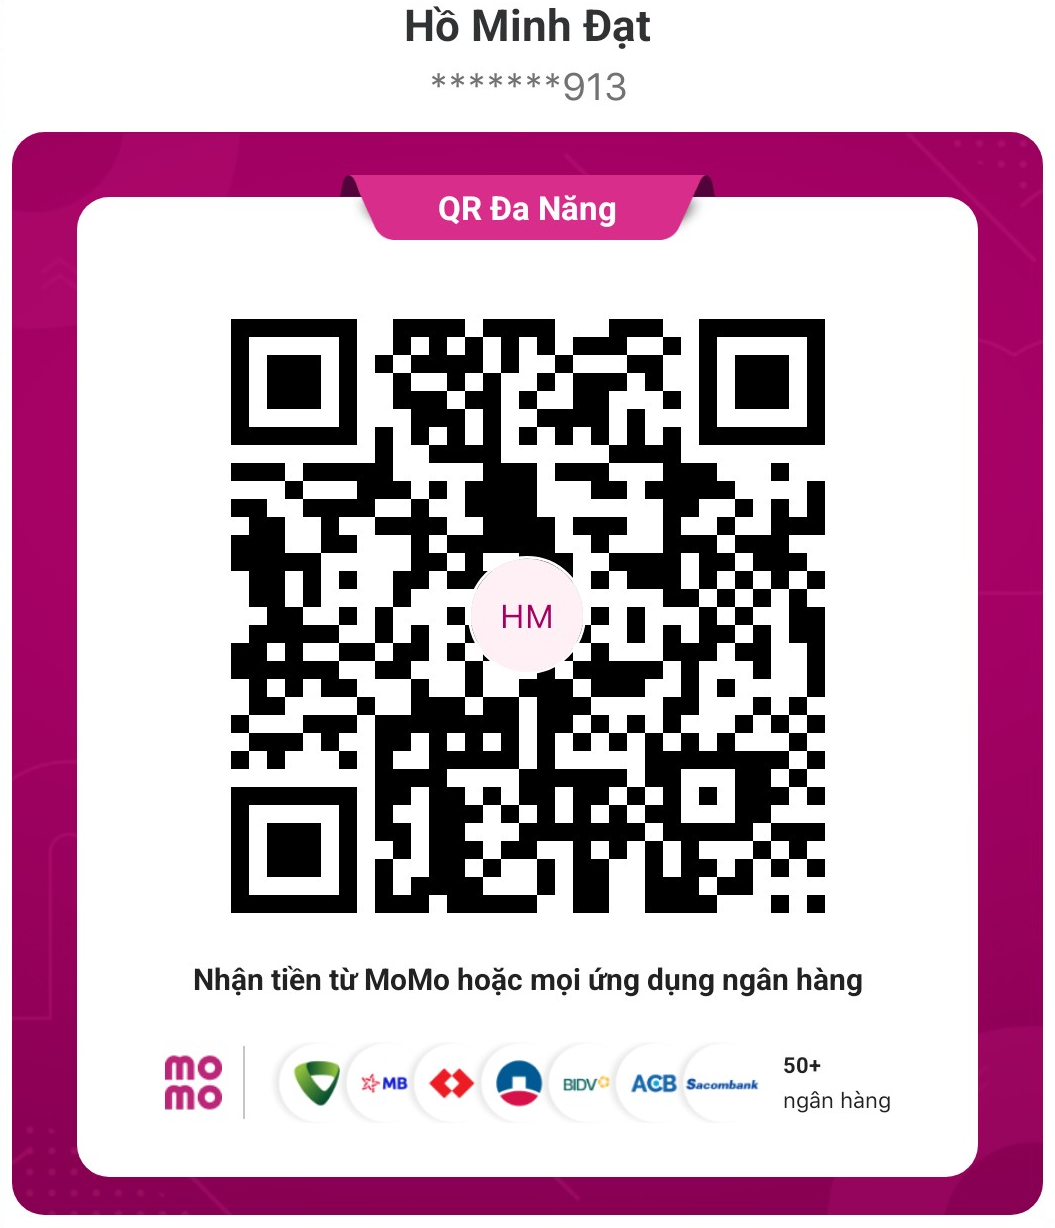 Hồ Minh Đạt
*******913
QR Đa Năng
HM
Nhận tiền từ MoMo hoặc mọi ứng dụng ngân hàng
mo
mo
MB
BIDV
ACB
Sacombank
50+
ngân hàng